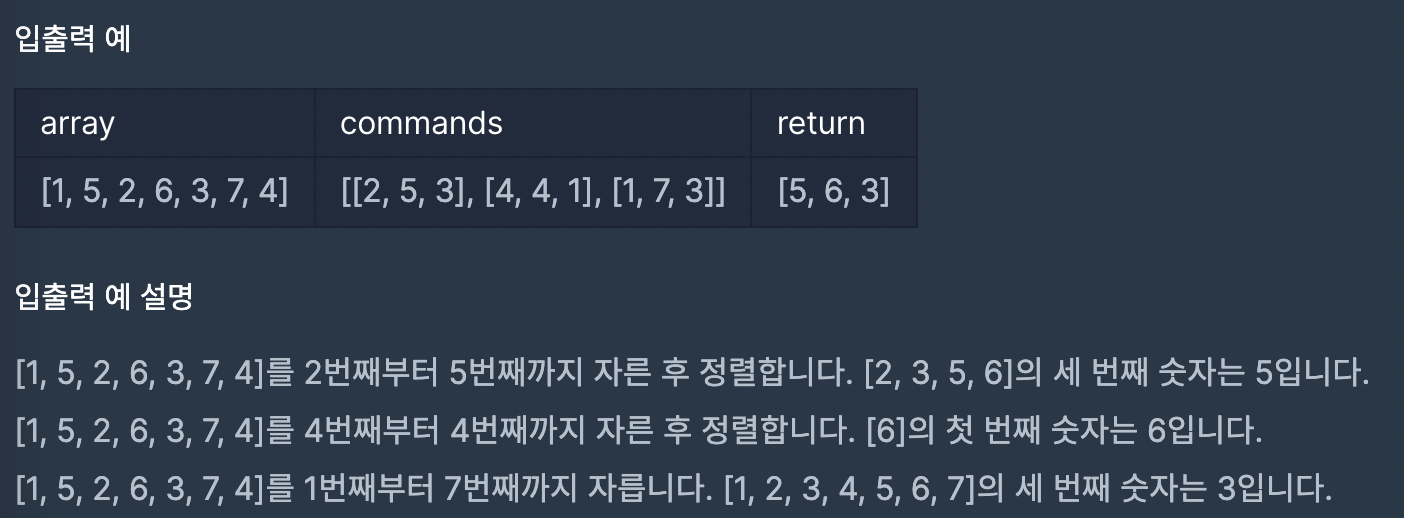 입출력 예
array commands return
[1, 5, 2, 6, 3, 7, 4] [[2, 5, 3], [4, 4, 1], [1, 7, 3]] [5, 6, 3]
입출력 예 설명
[1, 5, 2, 6, 3, 7, 4]를 2번째부터 5번째까지 자른 후 정렬합니다. [2, 3, 5, 6]의 세 번째 숫자는 5입니다.
[1, 5, 2, 6, 3, 7, 4]를 4번째부터 4번째까지 자른 후 정렬합니다. [6]의 첫 번째 숫자는 6입니다.
[1, 5, 2, 6, 3, 7, 4]를 1번째부터 7번째까지 자릅니다. [1, 2, 3, 4, 5, 6, 7]의 세 번째 숫자는 3입니다.